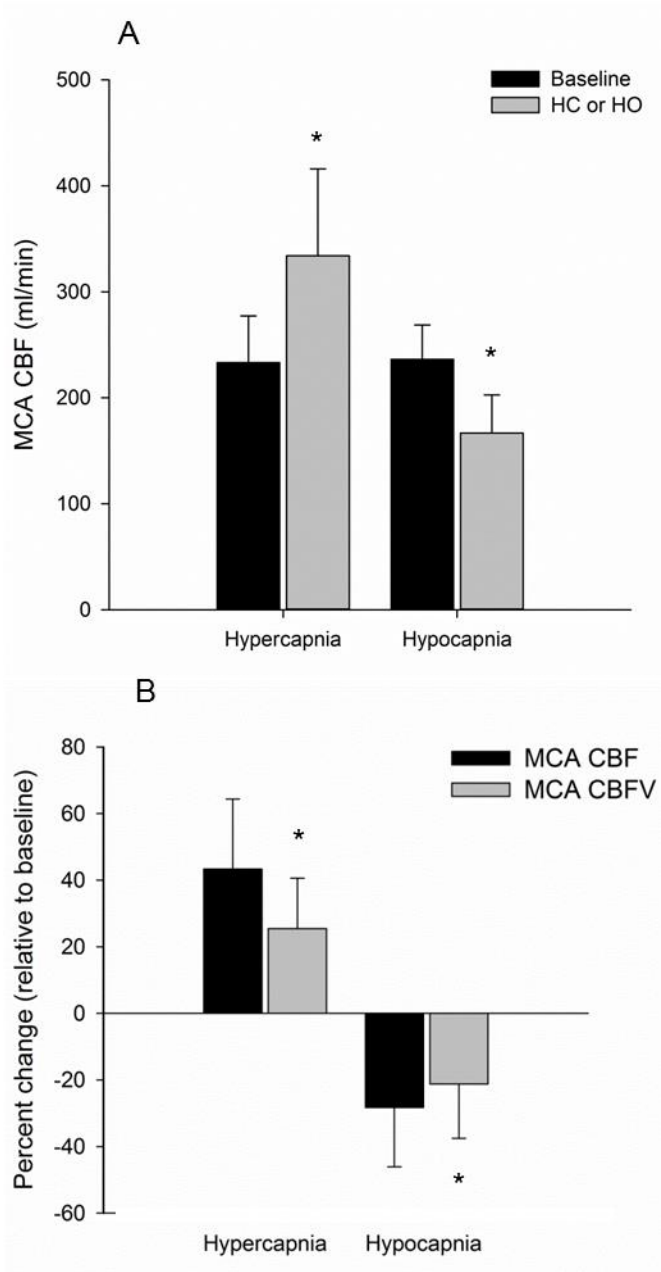 A
500
400
300
200
100
0
MCA CBF (ml/min)
Baseline
HC or HO
*
*
Hypercapnia Hypocapnia
B
80
60
40
20
0
-20
-40
-60
Percent change (relative to baseline)
MCA CBF
MCA CBFV
*
*
Hypercapnia Hypocapnia